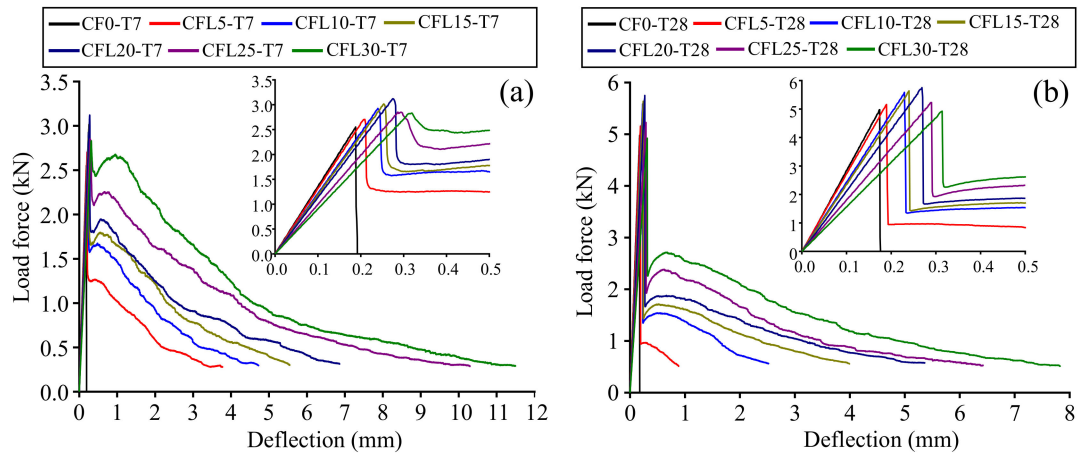 CF0-T7 CFL5-T7 CFL10-T7 CFL15-T7
CFL20-T7 CFL25-T7 CFL30-T7
(a)
Load force (kN)
3.5
3.0
2.5
2.0
1.5
1.0
0.5
0.0
0 1 2 3 4 5 6 7 8 9 10 11 12
Deflection (mm)
3.5
3.0
2.5
2.0
1.5
1.0
0.5
0.0
0.0 0.1 0.2 0.3 0.4 0.5
CF0-T28 CFL5-T28 CFL10-T28 CFL15-T28
CFL20-T28 CFL25-T28 CFL30-T28
(b)
Load force (kN)
6
5
4
3
2
1
0
0 1 2 3 4 5 6 7 8
Deflection (mm)
6
5
4
3
2
1
0
0.0 0.1 0.2 0.3 0.4 0.5